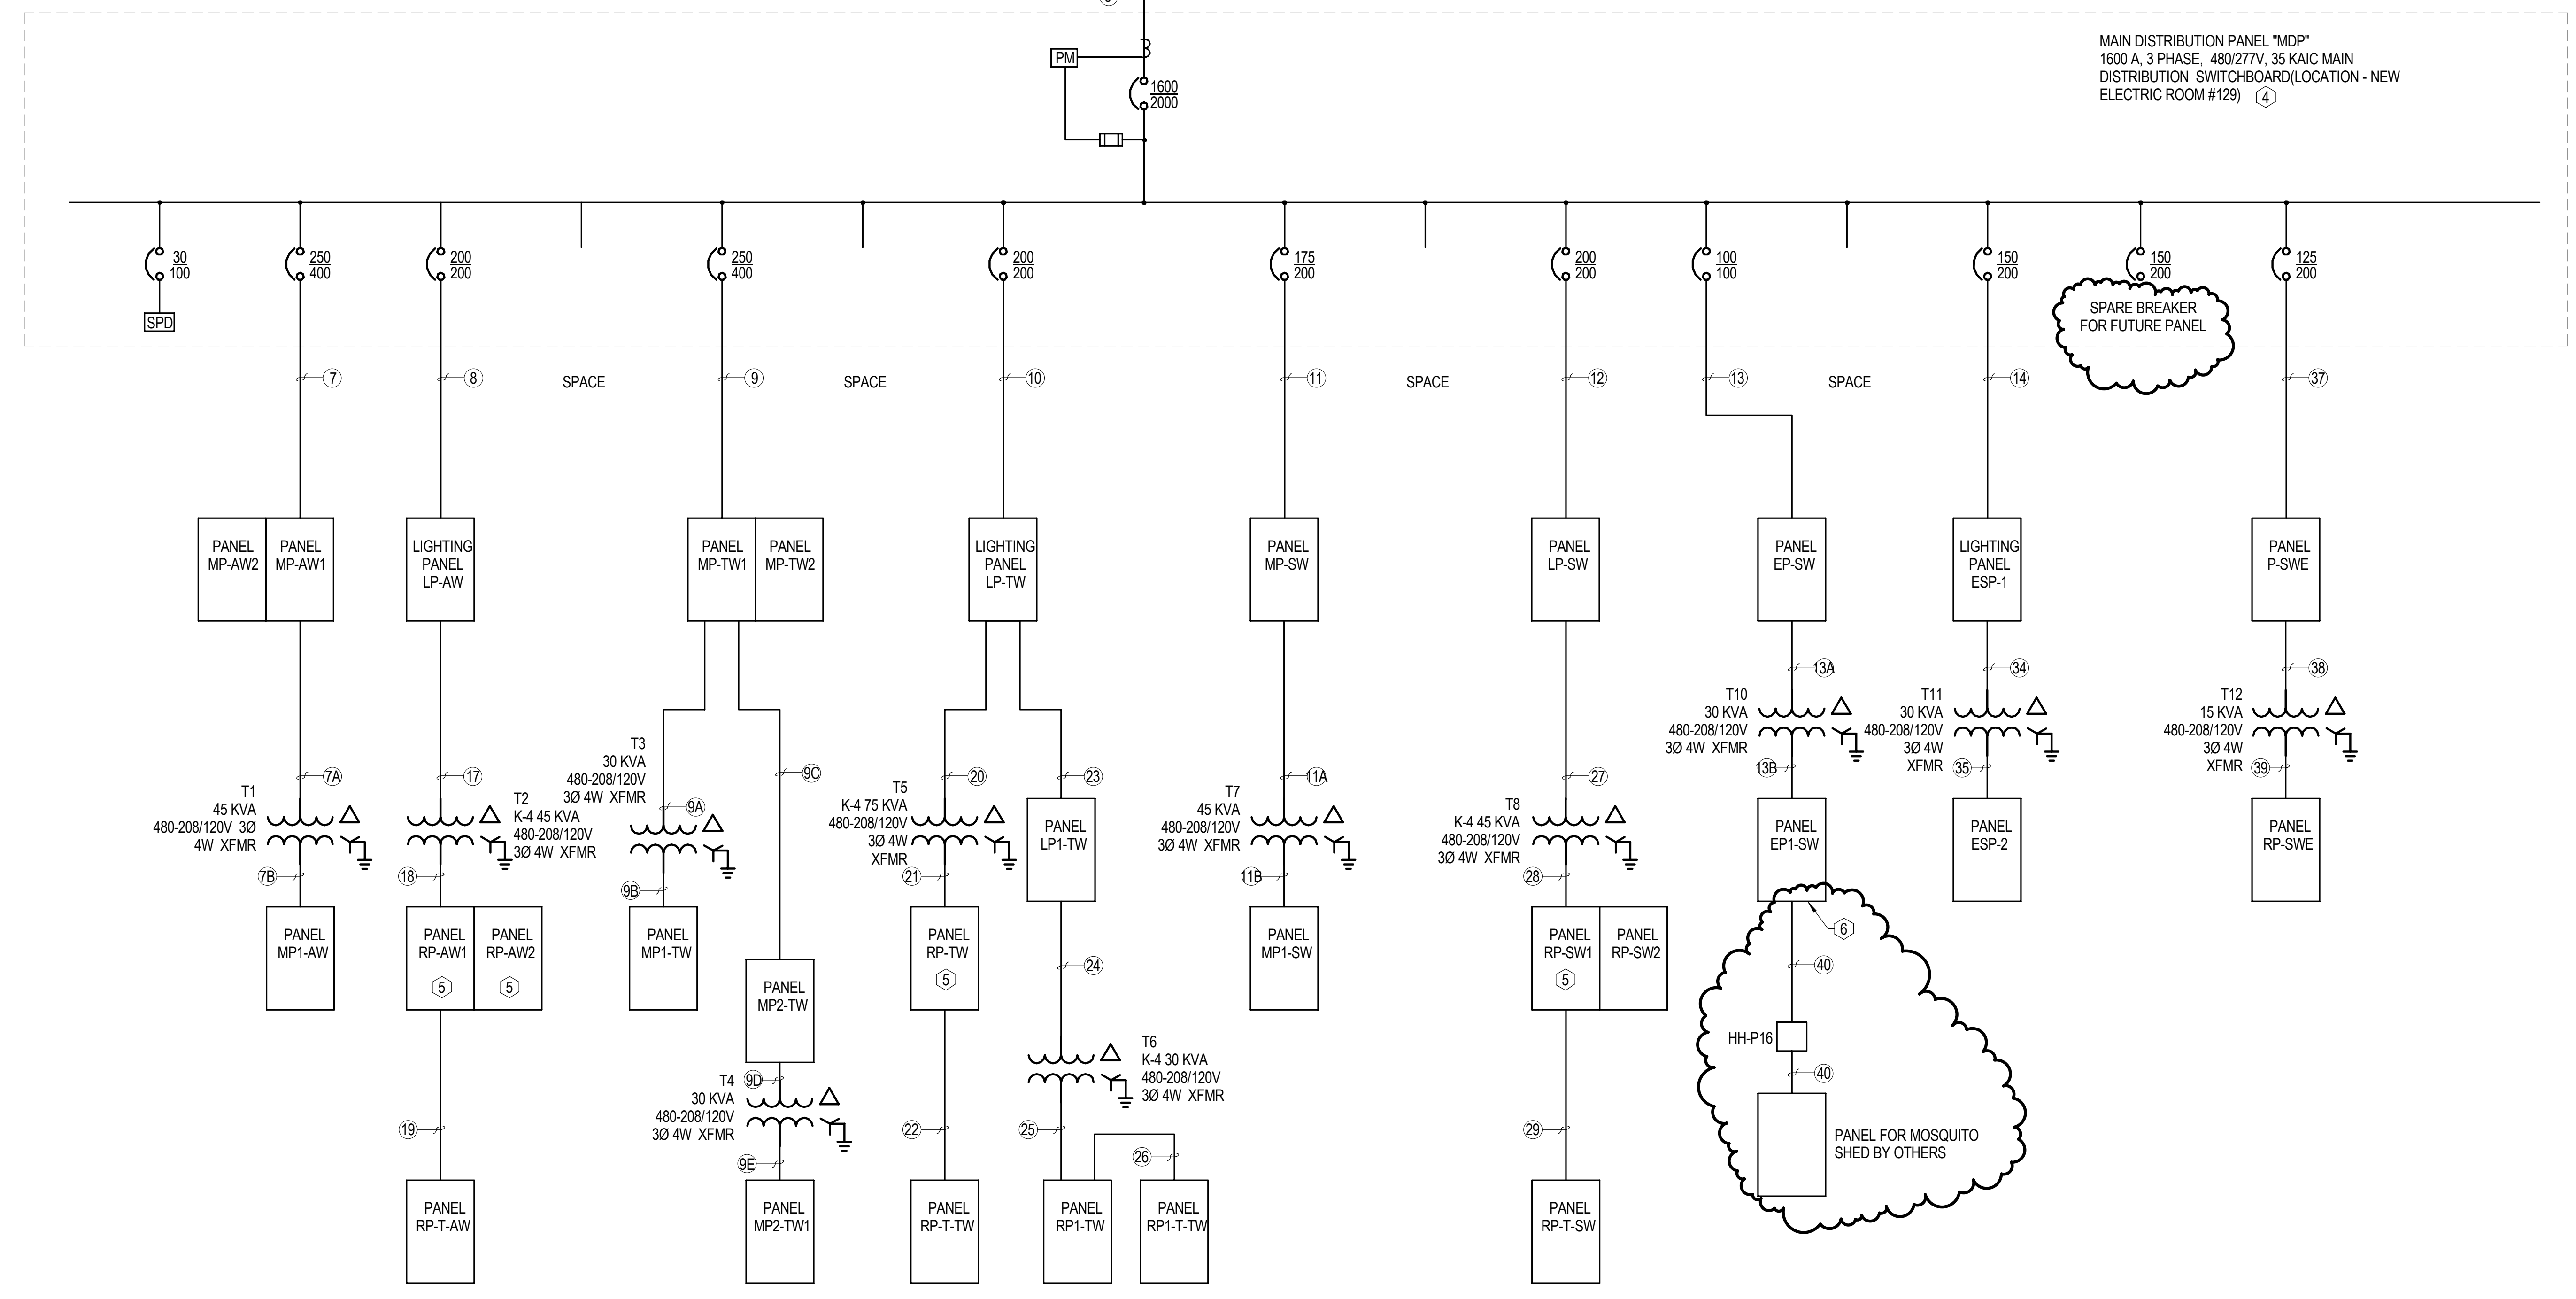 MAIN DISTRIBUTION PANEL "MDP"
1600 A, 3 PHASE, 480/277V, 35 KAIC MAIN
DISTRIBUTION SWITCHBOARD(LOCATION - NEW
ELECTRIC ROOM #129) 4
PM
1600
2000
30
100
250
400
200
200
250
400
200
200
175
200
200
200
100
100
150
200
150
200
125
200
SPD
SPARE BREAKER
FOR FUTURE PANEL
7
8
SPACE
9
SPACE
10
11
SPACE
12
13
SPACE
14
37
PANEL
MP-AW2
PANEL
MP-AW1
LIGHTING
PANEL
LP-AW
PANEL
MP-TW1
PANEL
MP-TW2
LIGHTING
PANEL
LP-TW
PANEL
MP-SW
PANEL
LP-SW
PANEL
EP-SW
LIGHTING
PANEL
ESP-1
PANEL
P-SWE
13A
34
38
T10
30 KVA
480-208/120V
3Ø 4W XFMR
T11
30 KVA
480-208/120V
3Ø 4W
XFMR
T12
15 KVA
480-208/120V
3Ø 4W
XFMR
13B
35
39
7A
T1
45 KVA
480-208/120V 3Ø
4W XFMR
7B
17
T2
K-4 45 KVA
480-208/120V
3Ø 4W XFMR
18
T3
30 KVA
480-208/120V
3Ø 4W XFMR
9A
9B
9C
20
T5
K-4 75 KVA
480-208/120V
3Ø 4W
XFMR
21
23
PANEL
LP1-TW
11A
T7
45 KVA
480-208/120V
3Ø 4W XFMR
11B
27
T8
K-4 45 KVA
480-208/120V
3Ø 4W XFMR
28
PANEL
EP1-SW
PANEL
ESP-2
PANEL
RP-SWE
PANEL
MP1-AW
PANEL
RP-AW1
5
PANEL
RP-AW2
5
PANEL
MP1-TW
PANEL
MP2-TW
PANEL
RP-TW
5
24
PANEL
MP1-SW
PANEL
RP-SW1
5
PANEL
RP-SW2
6
40
HH-P16
40
PANEL FOR MOSQUITO
SHED BY OTHERS
9D
T4
30 KVA
480-208/120V
3Ø 4W XFMR
9E
T6
K-4 30 KVA
480-208/120V
3Ø 4W XFMR
19
22
25
26
29
PANEL
RP-T-AW
PANEL
MP2-TW1
PANEL
RP-T-TW
PANEL
RP1-TW
PANEL
RP1-T-TW
PANEL
RP-T-SW